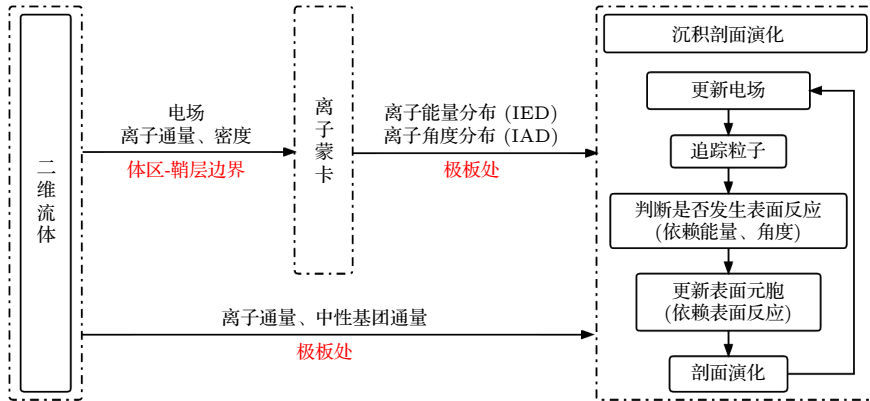 二维流体
电场
离子通量、密度
体区-鞘层边界
离子蒙卡
离子能量分布 (IED)
离子角度分布 (IAD)
极板处
离子通量、中性基团通量
极板处
沉积剖面演化
更新电场
追踪粒子
判断是否发生表面反应
(依赖能量、角度)
更新表面元胞
(依赖表面反应)
剖面演化